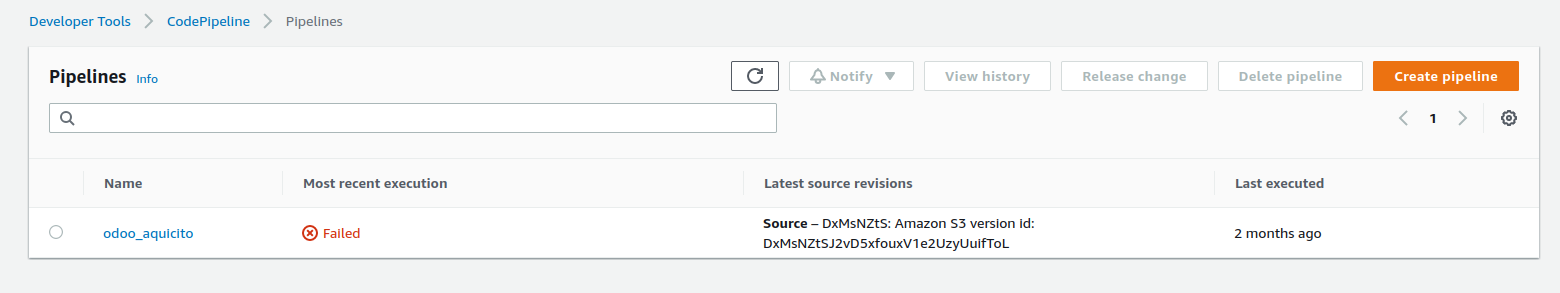 Developer Tools > CodePipeline > Pipelines
Pipelines Info
Notify View history Release change Delete pipeline Create pipeline
1
Name Most recent execution Latest source revisions Last executed
odoo_aquicito Failed Source – DxMsNZtS: Amazon S3 version id: 2 months ago
DxMsNZtSJ2vD5xfouxV1e2UzyUuifToL